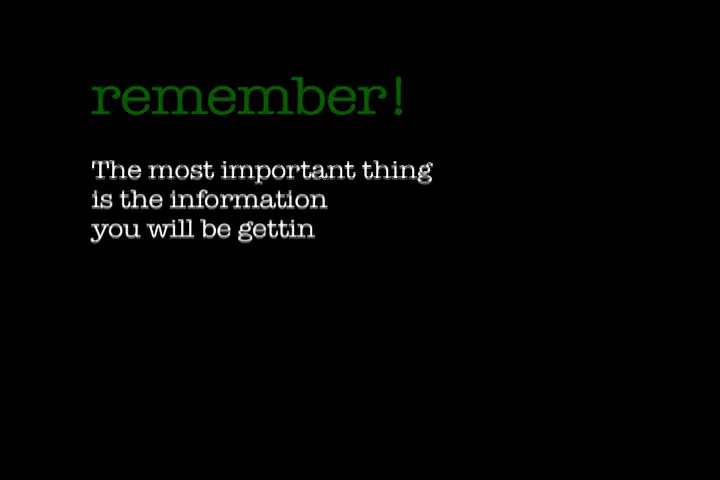 remember!
The most important thing
is the information
you will be gettin